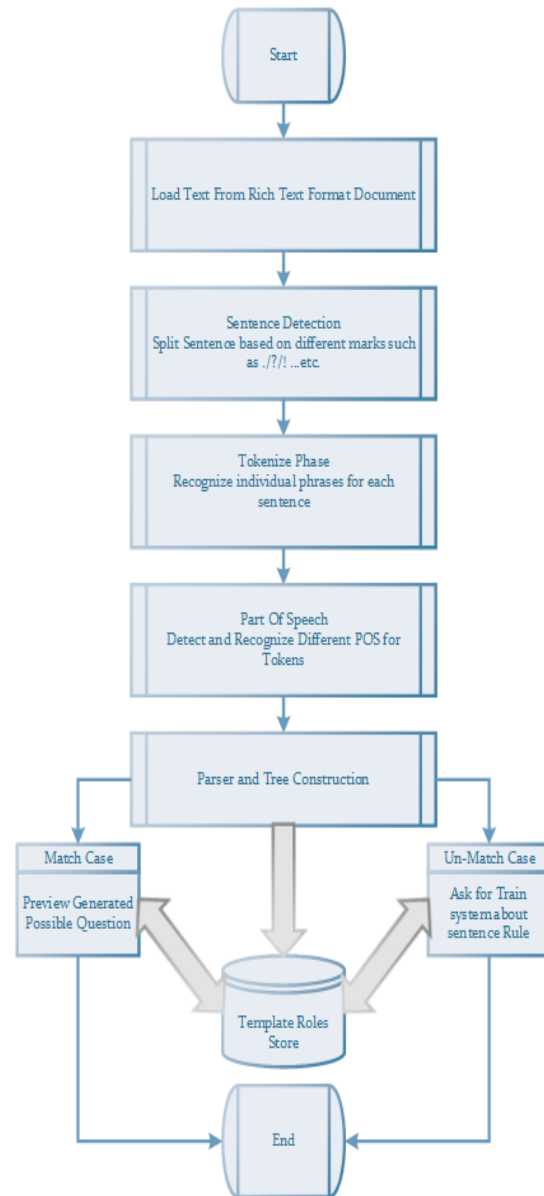 Start
Load Text From Rich Text Format Document
Sentence Detection
Split Sentence based on different marks such
as ./?/! ...etc.
Tokenize Phase
Recognize individual phrases for each
sentence
Part Of Speech
Detect and Recognize Different POS for
Tokens
Parser and Tree Construction
Match Case
Preview Generated
Possible Question
Un-Match Case
Ask for Train
system about
sentence Rule
Template Roles
Store
End